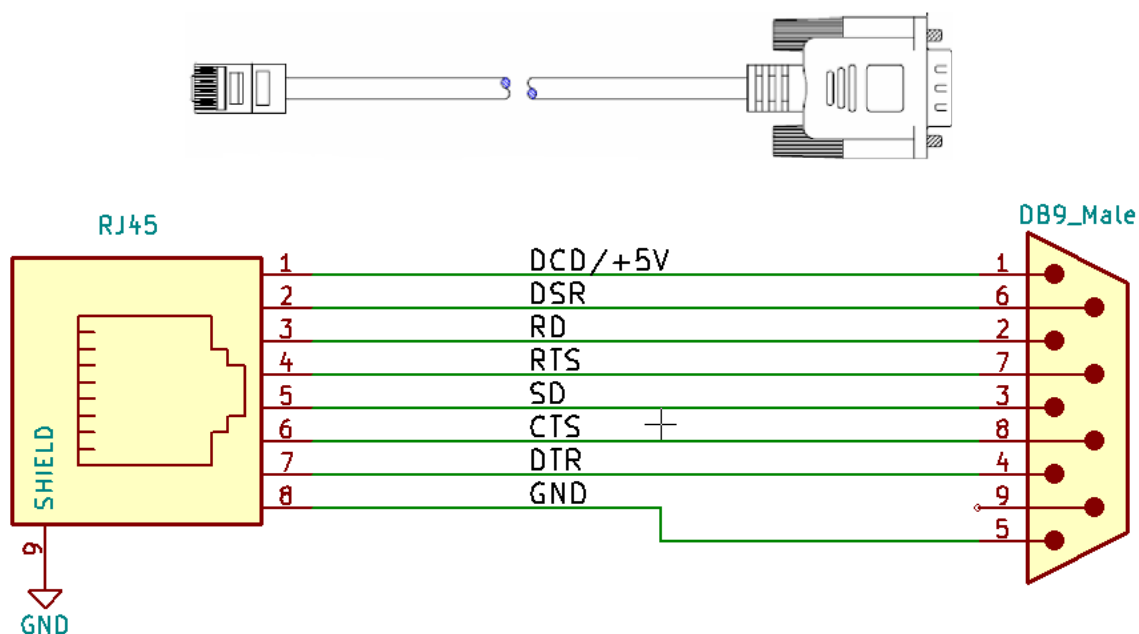 RJ45
DB9_Male
1 DCD/+5V 1
2 DSR 6
3 RD 2
4 RTS 7
5 SD 3
6 CTS 8
7 DTR 4
8 GND 9
5
SHIELD
9
GND